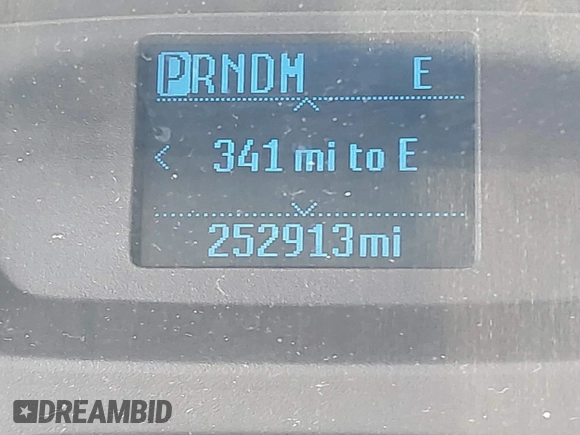 PRNDM E
341 mi to E
252913mi
DREAMBID